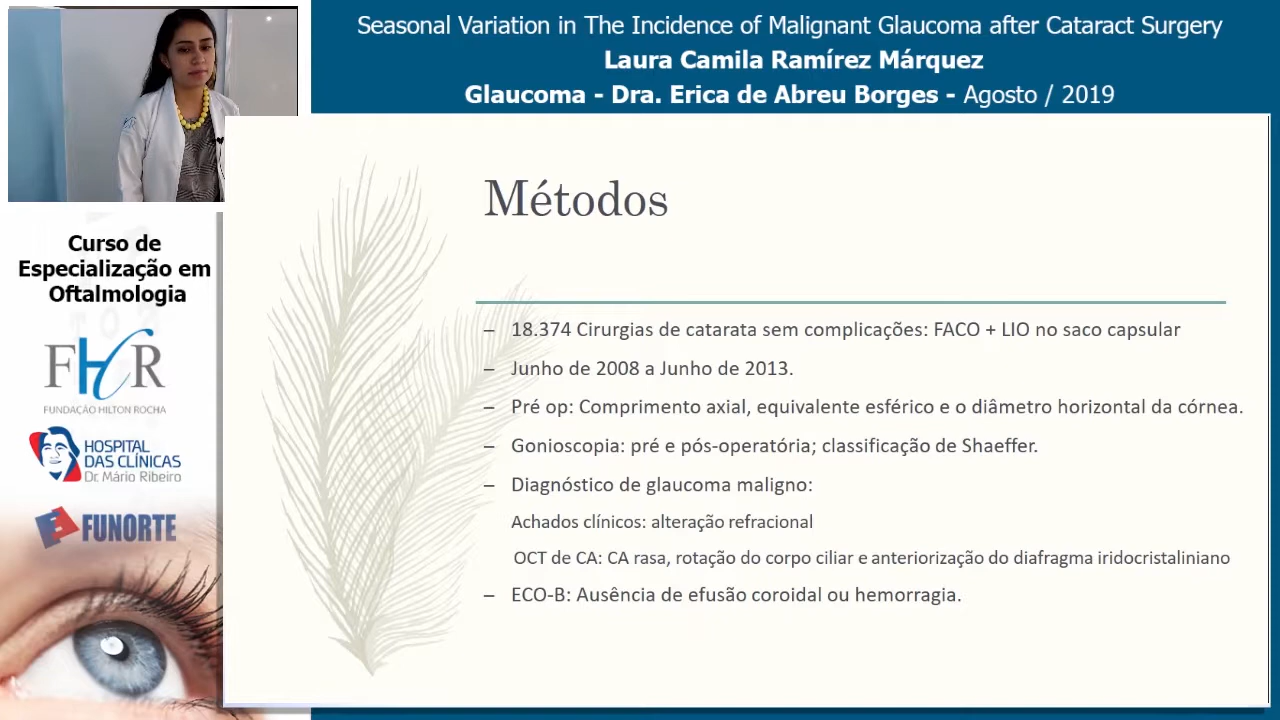 Seasonal Variation in The Incidence of Malignant Glaucoma after Cataract Surgery
Laura Camila Ramírez Márquez
Glaucoma - Dra. Erica de Abreu Borges - Agosto / 2019
Curso de
Especialização em
Oftalmologia
FHR
FUNDAÇÃO HILTON ROCHA
HOSPITAL
DAS CLÍNICAS
Dr. Mário Ribeiro
FUNORTE
Métodos
– 18.374 Cirurgias de catarata sem complicações: FACO + LIO no saco capsular
– Junho de 2008 a Junho de 2013.
– Pré op: Comprimento axial, equivalente esférico e o diâmetro horizontal da córnea.
– Gonioscopia: pré e pós-operatória; classificação de Shaeffer.
– Diagnóstico de glaucoma maligno:
Achados clínicos: alteração refracional
OCT de CA: CA rasa, rotação do corpo ciliar e anteriorização do diafragma iridocristaliniano
– ECO-B: Ausência de efusão coroidal ou hemorragia.